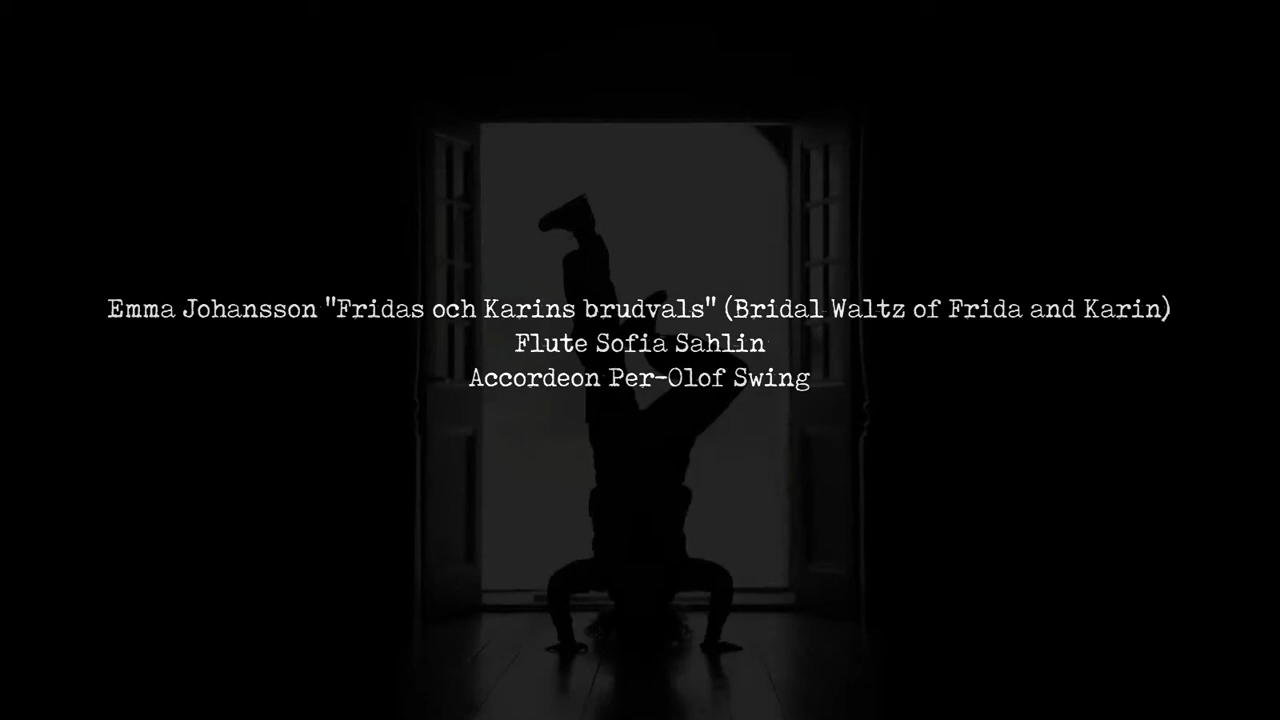 Emma Johansson "Fridas och Karins brudvals" (Bridal Waltz of Frida and Karin)
Flute Sofia Sahlin
Accordeon Per-Olof Swing